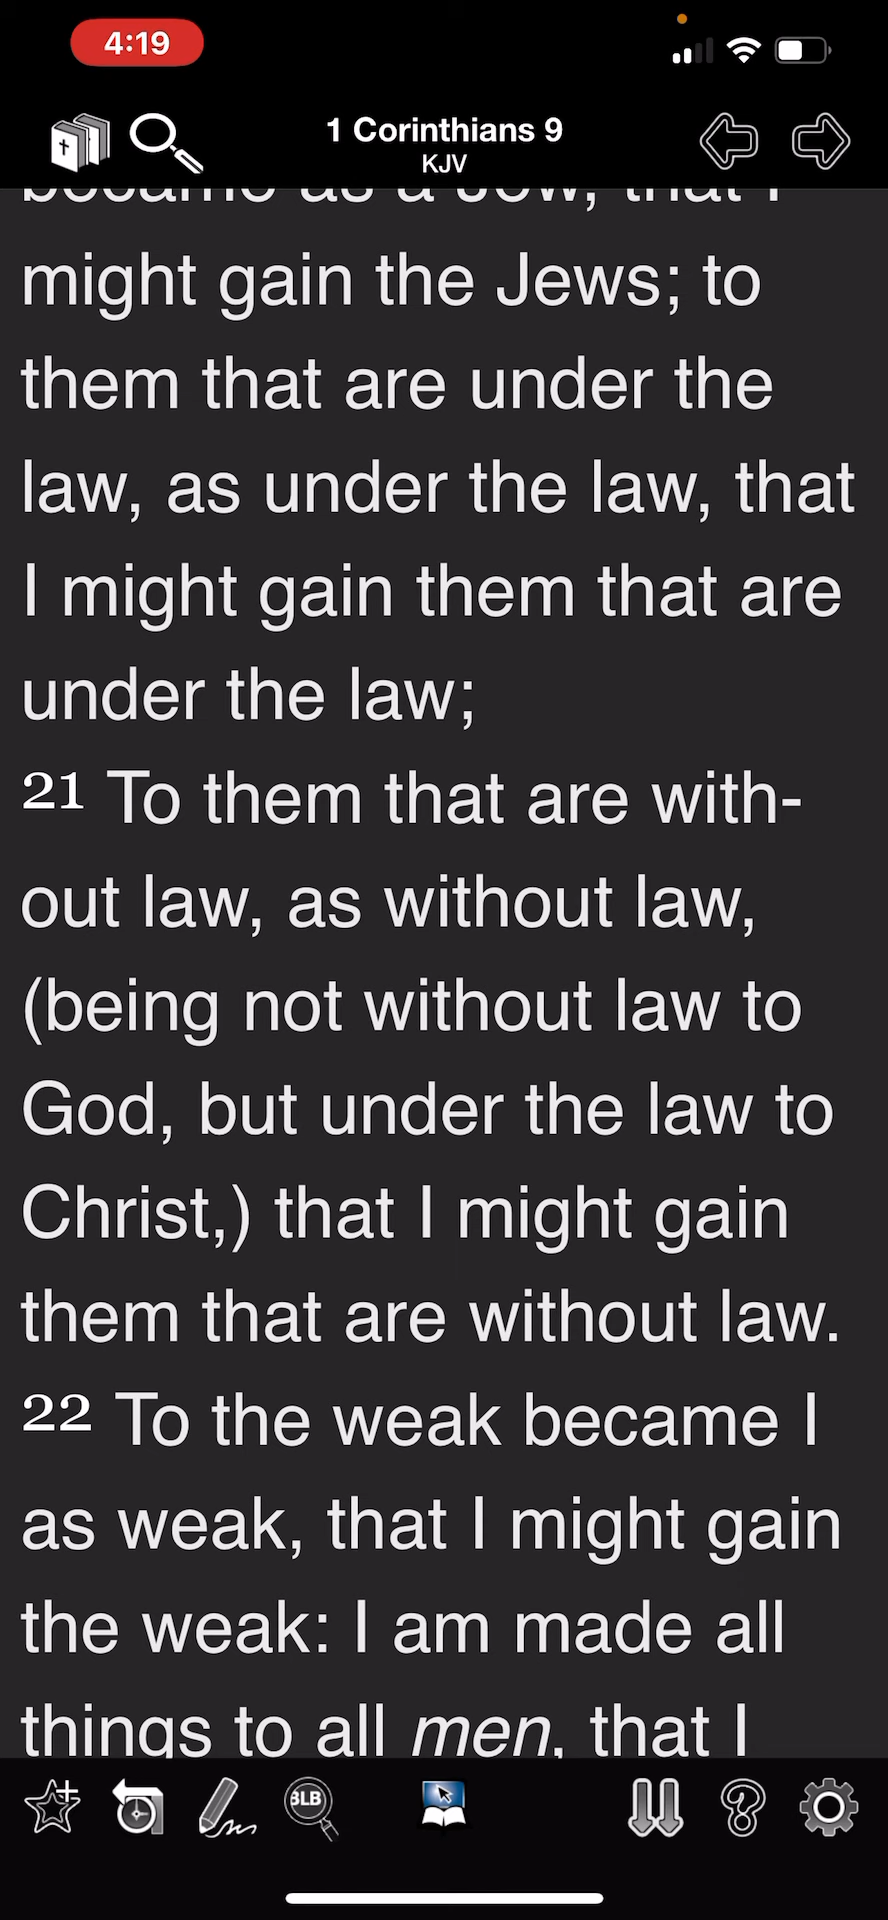 4:19
1 Corinthians 9
KJV
became as a Jew, that I
might gain the Jews; to
them that are under the
law, as under the law, that
I might gain them that are
under the law;
21 To them that are with-
out law, as without law,
(being not without law to
God, but under the law to
Christ,) that I might gain
them that are without law.
22 To the weak became I
as weak, that I might gain
the weak: I am made all
things to all men, that I
BLB